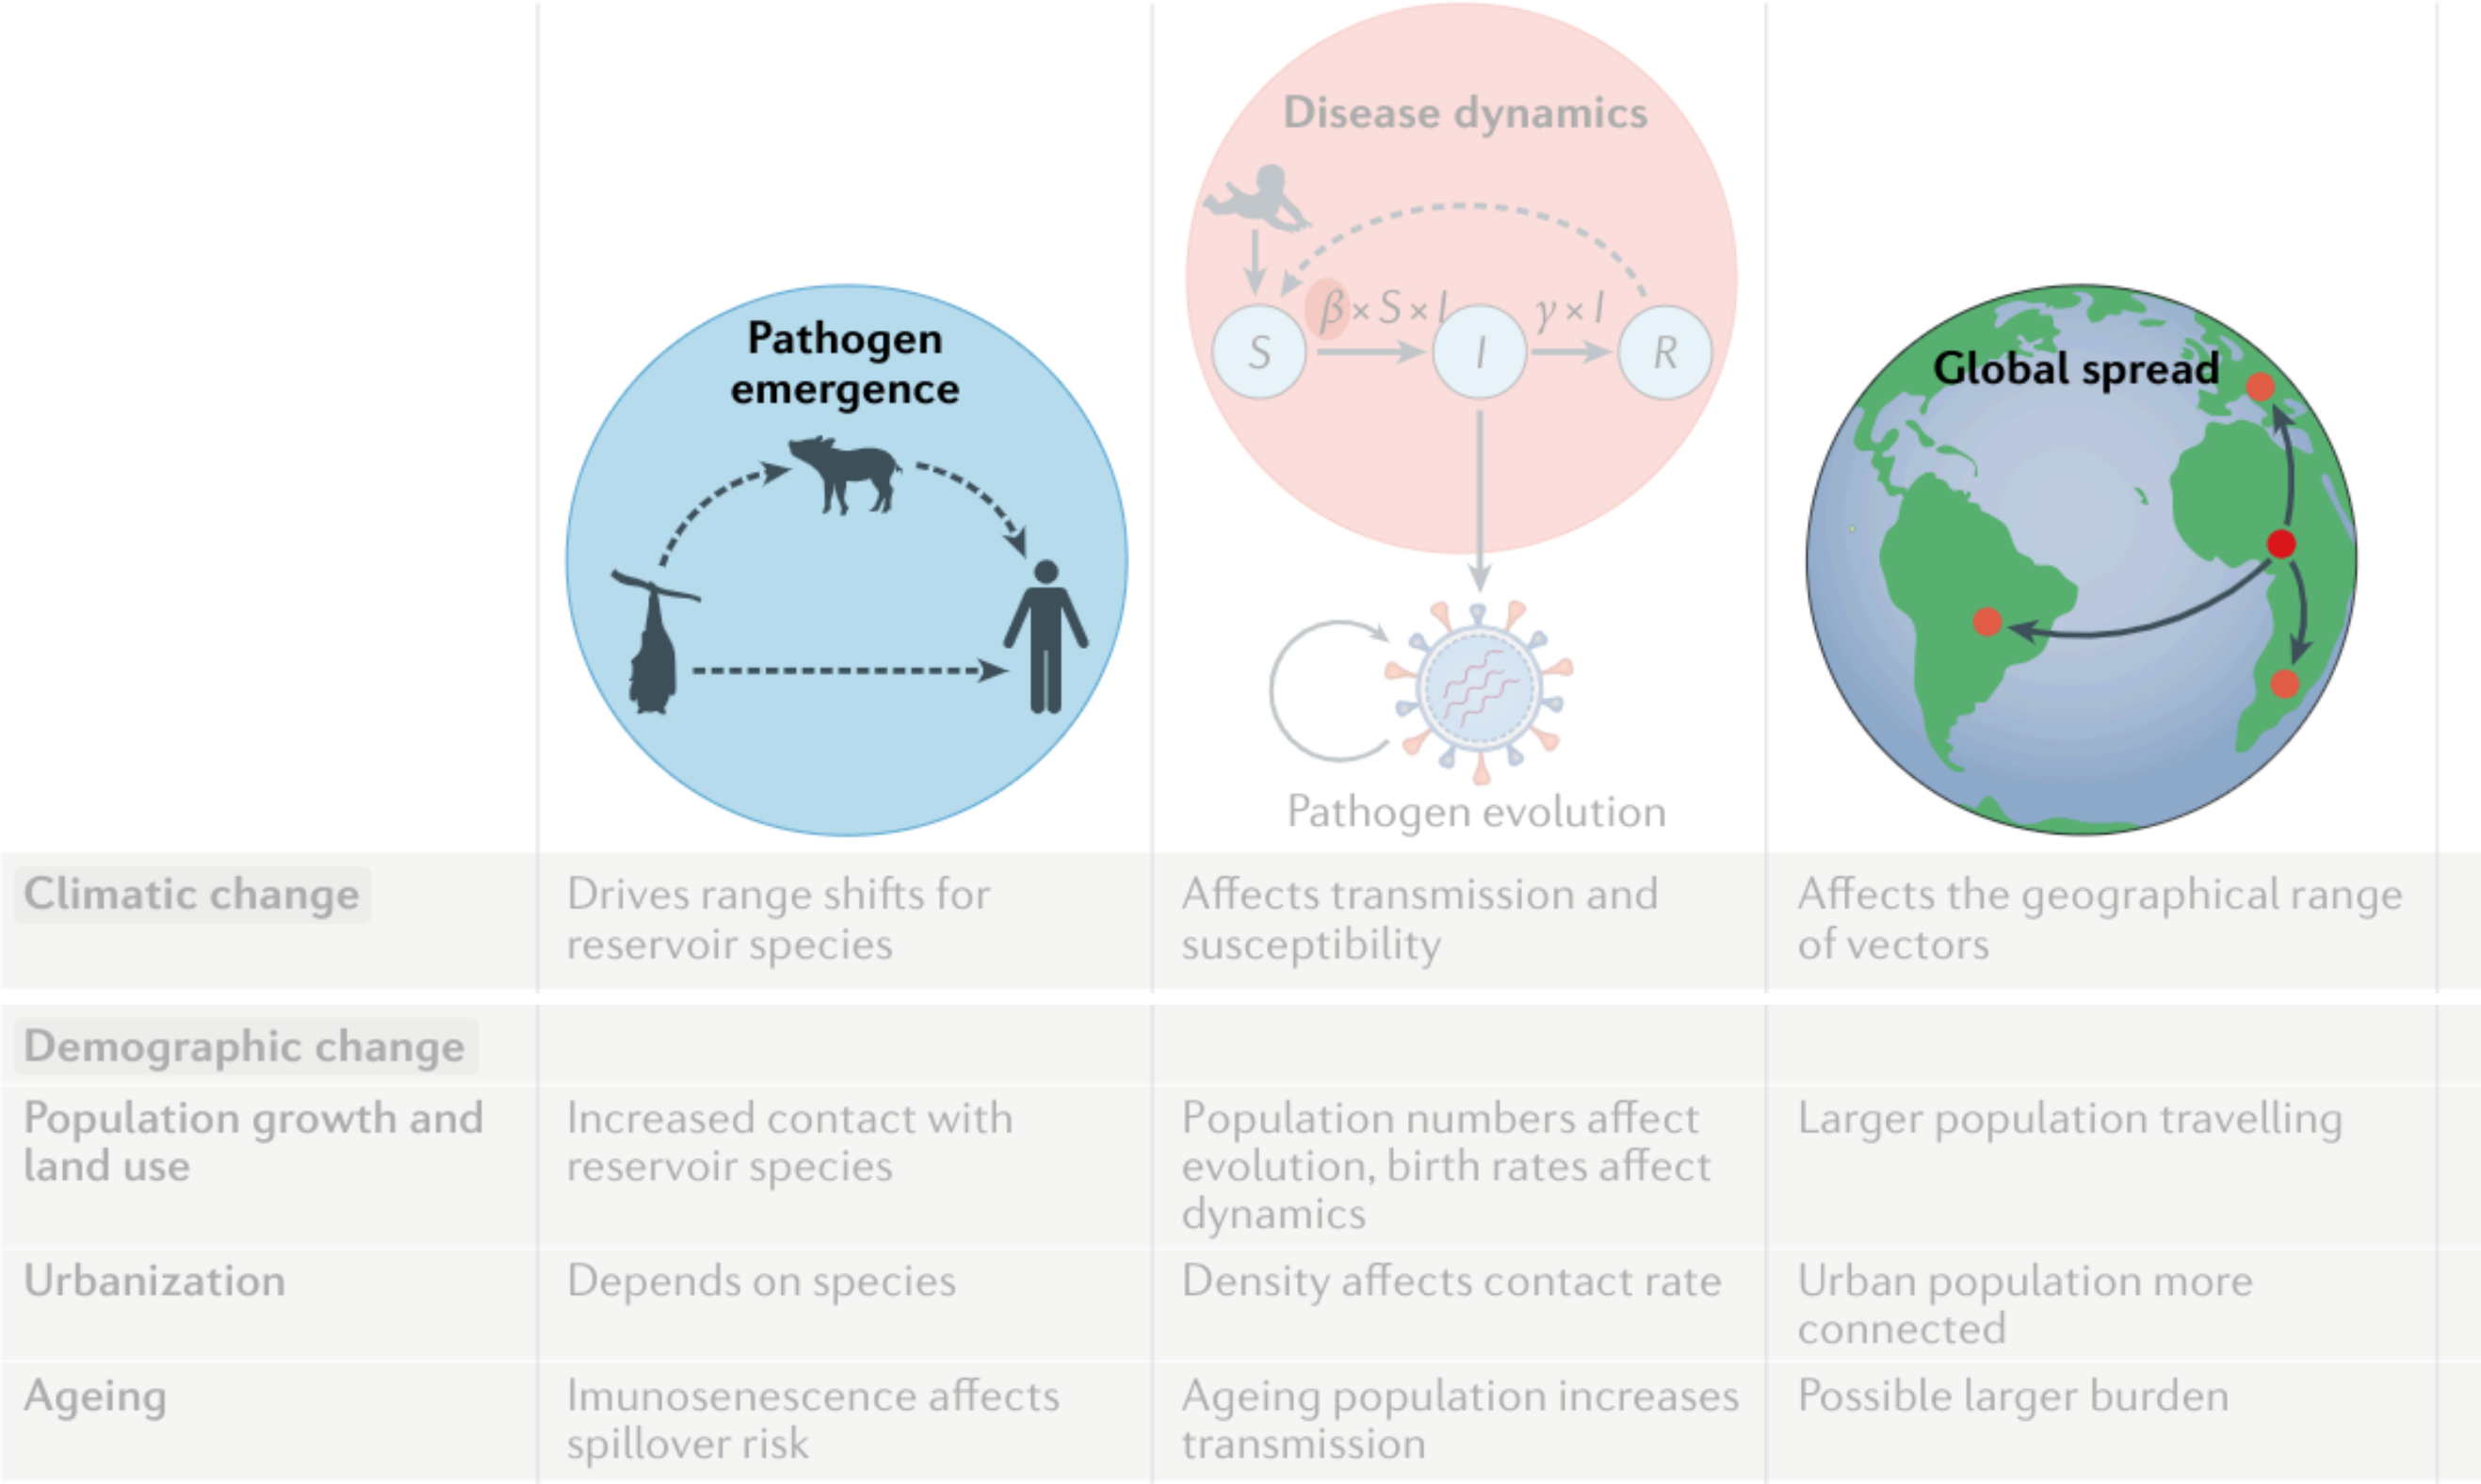 Pathogen
emergence
Disease dynamics
β × S × I
γ × I
S
I
R
Pathogen evolution
Global spread
Climatic change
Drives range shifts for
reservoir species
Affects transmission and
susceptibility
Affects the geographical range
of vectors
Demographic change
Population growth and
land use
Increased contact with
reservoir species
Population numbers affect
evolution, birth rates affect
dynamics
Larger population travelling
Urbanization
Depends on species
Density affects contact rate
Urban population more
connected
Ageing
Imunosenescence affects
spillover risk
Ageing population increases
transmission
Possible larger burden